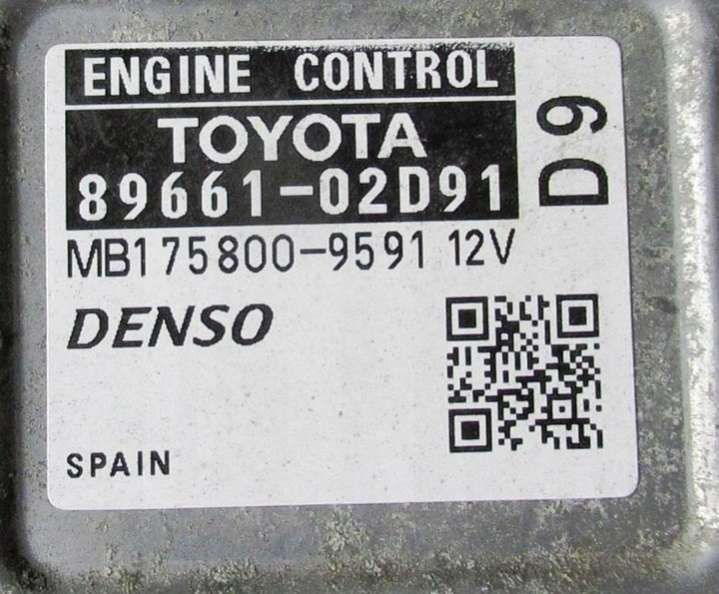 ENGINE CONTROL
TOYOTA
89661-02D91
D9
MB175800-9591 12V
DENSO
SPAIN